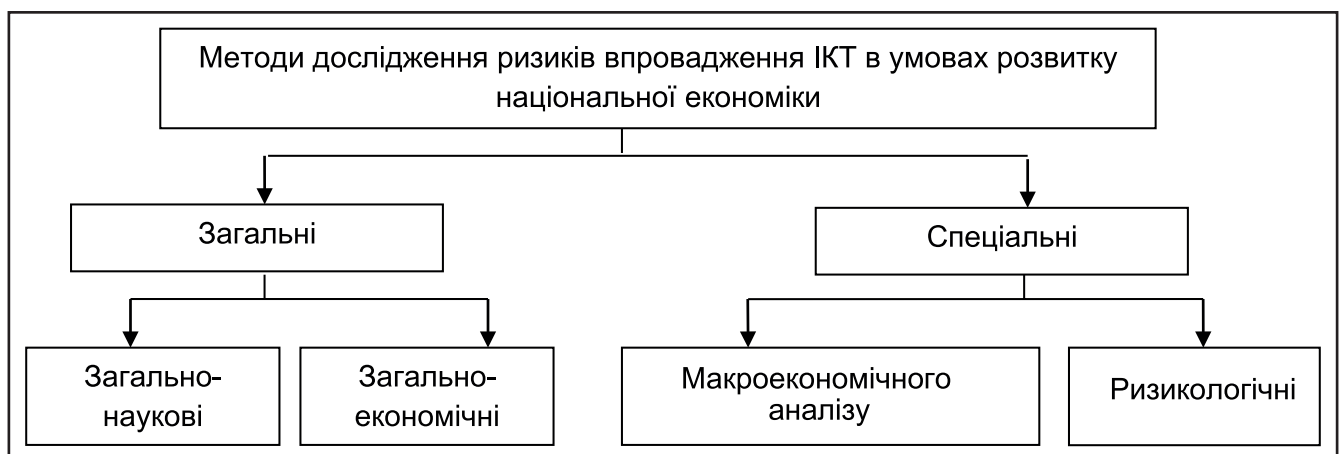 Методи дослідження ризиків впровадження ІКТ в умовах розвитку
національної економіки
Загальні
Спеціальні
Загально-
наукові
Загально-
економічні
Макроекономічного
аналізу
Ризикологічні